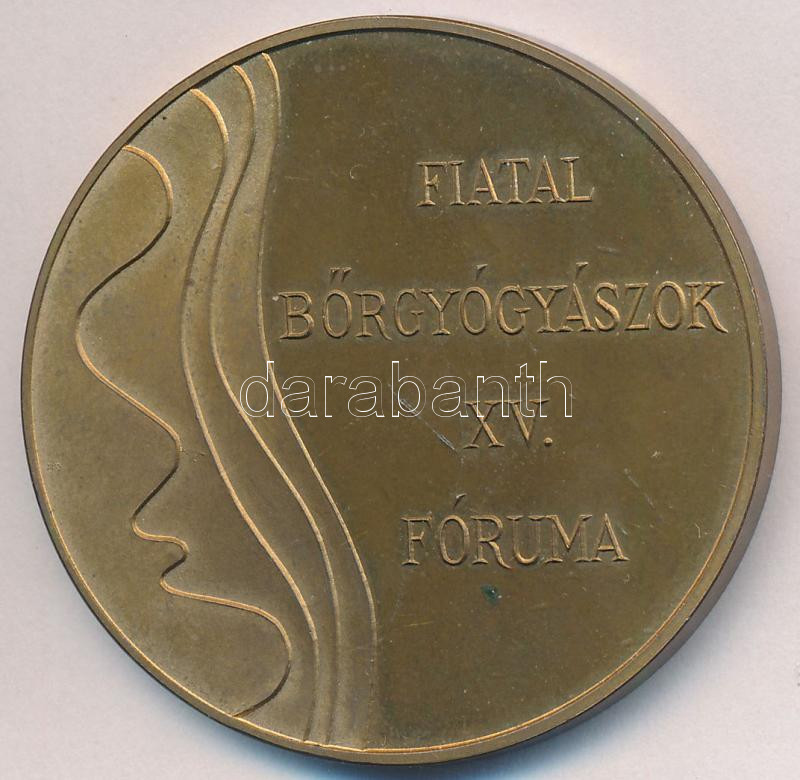 FIATAL
BŐRGYÓGYÁSZOK
darabanth
XV.
FÓRUMA